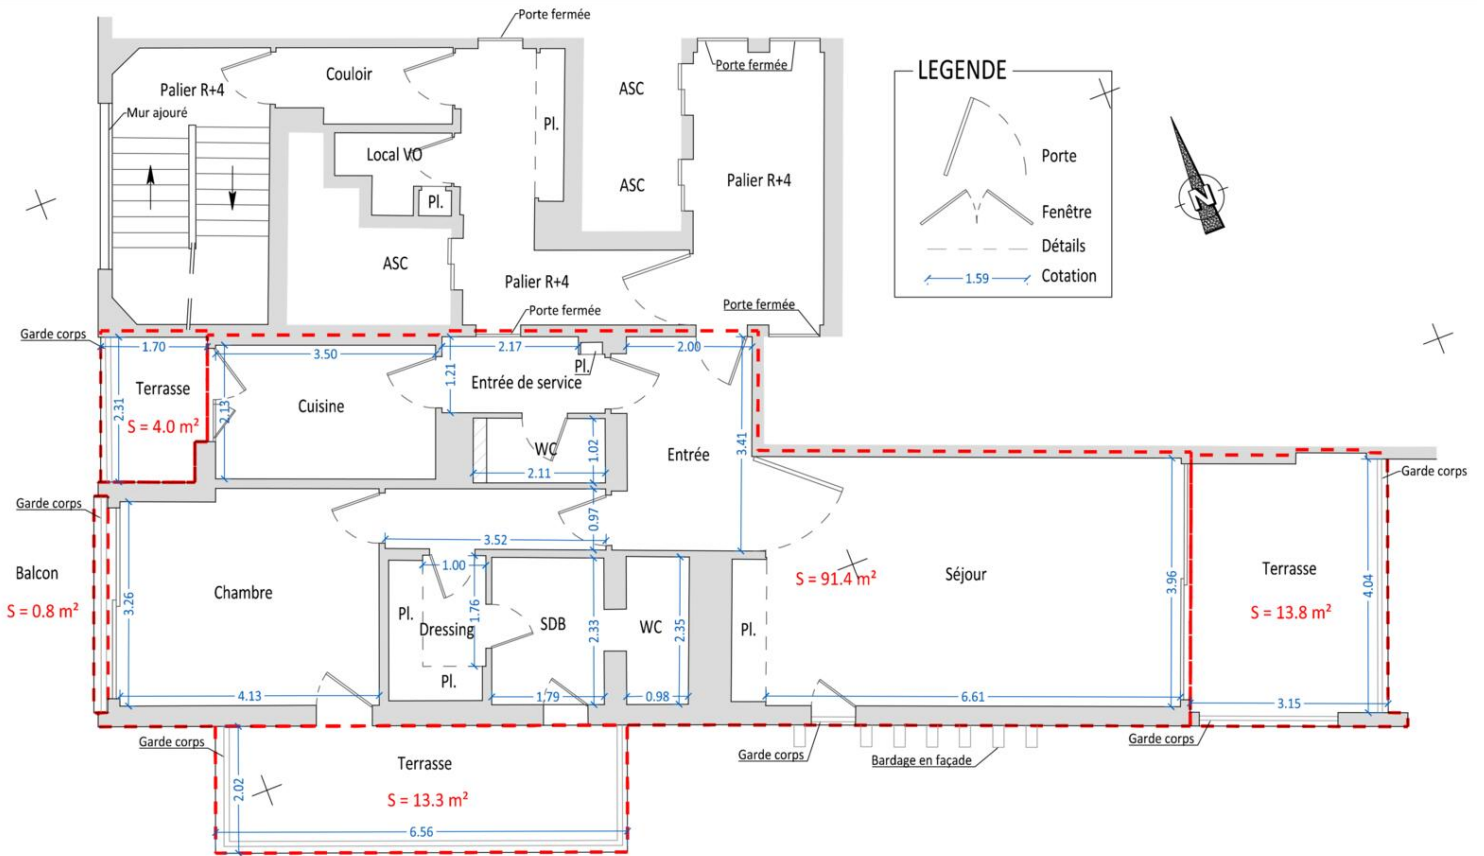 Porte fermée
LEGENDE
Couloir
Porte fermée
Palier R+4
ASC
Mur ajouré
Pl.
Porte
Local VO
ASC
Palier R+4
N
Pl.
Fenêtre
Détails
ASC
1.59
Cotation
Palier R+4
Porte fermée
Porte fermée
Garde corps
1.70
3.50
2.17
2.00
Pl.
1.21
Entrée de service
Terrasse
2.31
2.13
Cuisine
S = 4.0 m²
WC
1.02
3.41
Entrée
2.11
Garde corps
Garde corps
0.97
3.52
1.00
Balcon
S = 0.8 m²
3.26
Chambre
Pl.
1.76
Dressing
SDB
2.33
WC
2.35
Pl.
S = 91.4 m²
Séjour
3.96
Terrasse
4.04
S = 13.8 m²
Pl.
4.13
1.79
0.98
6.61
3.15
Garde corps
Garde corps
Garde corps
Bardage en façade
Terrasse
2.02
S = 13.3 m²
6.56